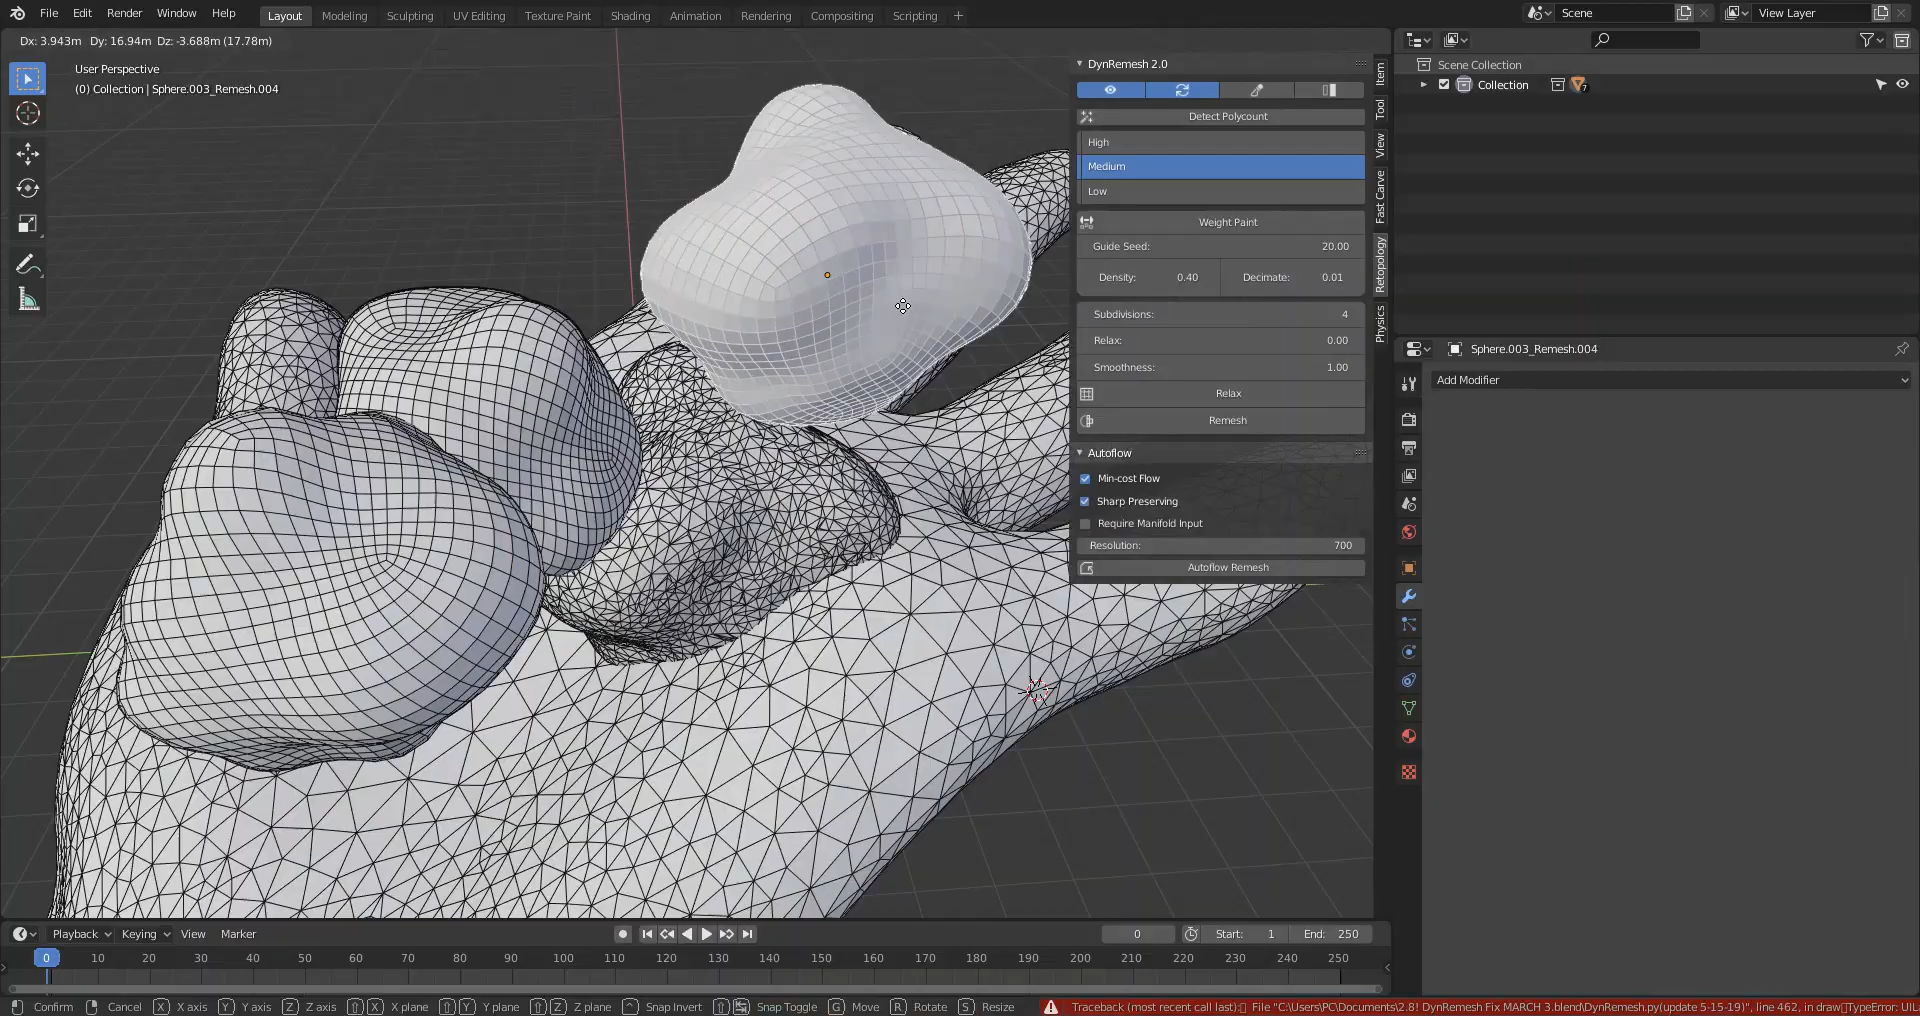 File Edit Render Window Help Layout Modeling Sculpting UV Editing Texture Paint Shading Animation Rendering Compositing Scripting + Scene View Layer
Dx: 3.943m Dy: 16.94m Dz: -3.688m (17.78m)
User Perspective
(0) Collection | Sphere.003_Remesh.004
DynRemesh 2.0
Detect Polycount
High
Medium
Low
Weight Paint
Guide Seed: 20.00
Density: 0.40 Decimate: 0.01
Subdivisions: 4
Relax: 0.00
Smoothness: 1.00
Relax
Remesh
Autoflow
Min-cost Flow
Sharp Preserving
Require Manifold Input
Resolution: 700
Autoflow Remesh
Item
Tool
View
Fast Carve
Retopology
Physics
Scene Collection
Collection 7
Sphere.003_Remesh.004
Add Modifier
Playback Keying View Marker 0 Start: 1 End: 250
0 10 20 30 40 50 60 70 80 90 100 110 120 130 140 150 160 170 180 190 200 210 220 230 240 250
Confirm Cancel X X axis Y Y axis Z Z axis X X plane Y Y plane Z Z plane Snap Invert Snap Toggle G Move R Rotate S Resize Traceback (most recent call last): File "C:\Users\PC\Documents\2.8! DynRemesh Fix MARCH 3.blend\DynRemesh.py(update 5-15-19)", line 462, in draw TypeError: UIL